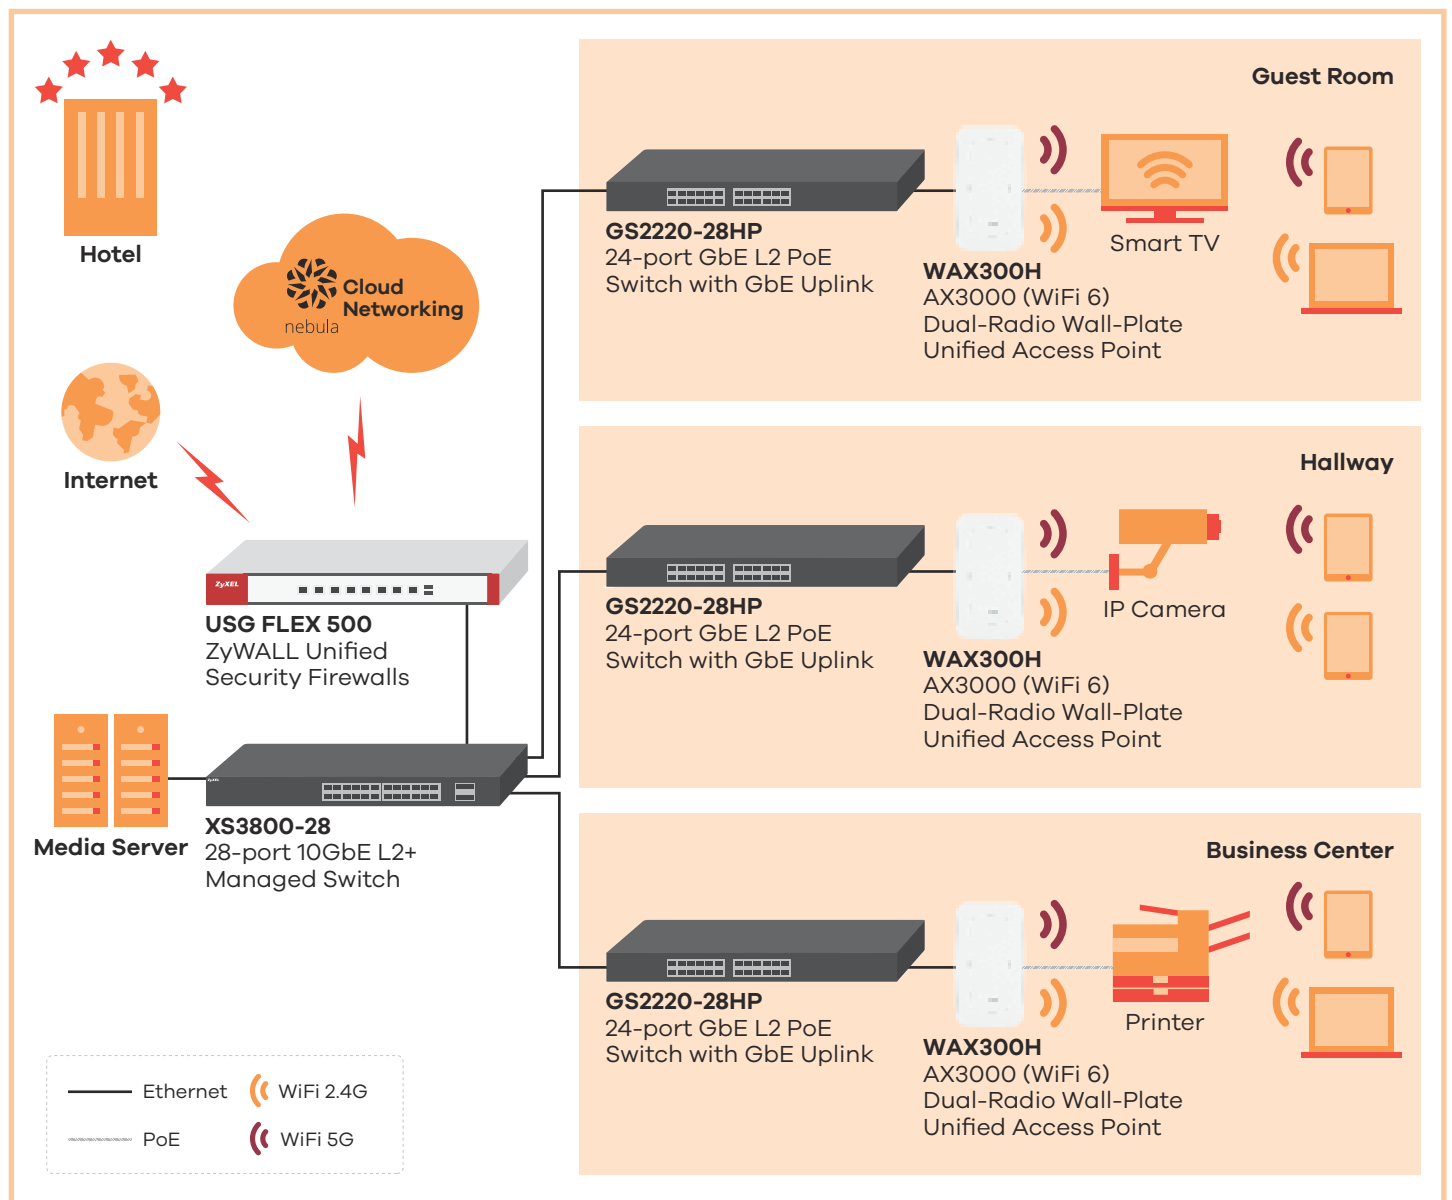 Hotel
nebula
Cloud
Networking
Internet
ZyXEL
USG FLEX 500
ZyWALL Unified
Security Firewalls
Media Server
ZyXEL
XS3800-28
28-port 10GbE L2+
Managed Switch
Ethernet
WiFi 2.4G
PoE
WiFi 5G
Guest Room
GS2220-28HP
24-port GbE L2 PoE
Switch with GbE Uplink
WAX300H
AX3000 (WiFi 6)
Dual-Radio Wall-Plate
Unified Access Point
Smart TV
Hallway
GS2220-28HP
24-port GbE L2 PoE
Switch with GbE Uplink
WAX300H
AX3000 (WiFi 6)
Dual-Radio Wall-Plate
Unified Access Point
IP Camera
Business Center
GS2220-28HP
24-port GbE L2 PoE
Switch with GbE Uplink
WAX300H
AX3000 (WiFi 6)
Dual-Radio Wall-Plate
Unified Access Point
Printer